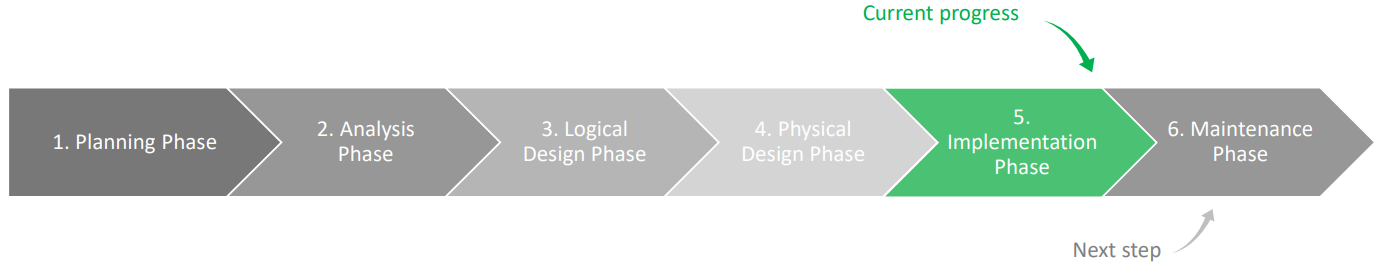 Current progress
1. Planning Phase
2. Analysis
Phase
3. Logical
Design Phase
4. Physical
Design Phase
5.
Implementation
Phase
6. Maintenance
Phase
Next step